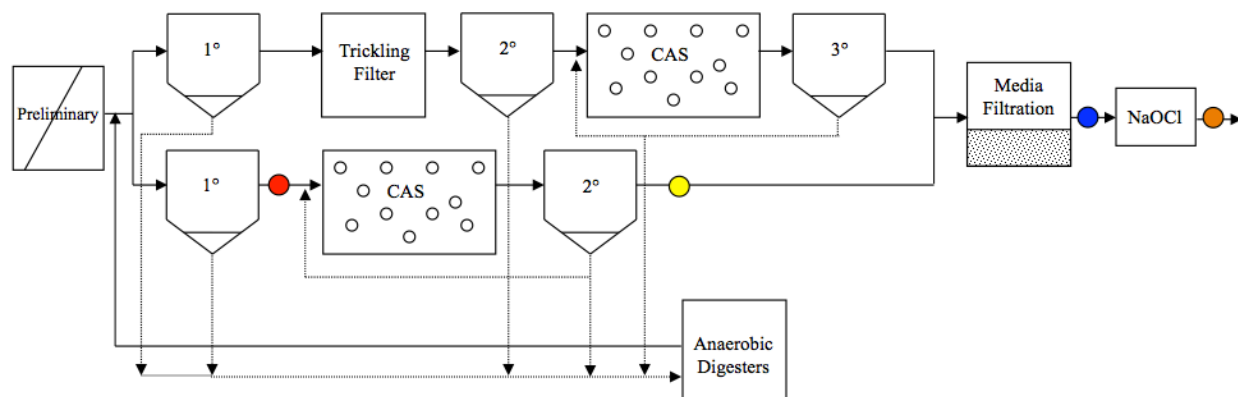 1°
Trickling
Filter
2°
CAS
3°
Preliminary
Media
Filtration
NaOCl
1°
CAS
2°
Anaerobic
Digesters